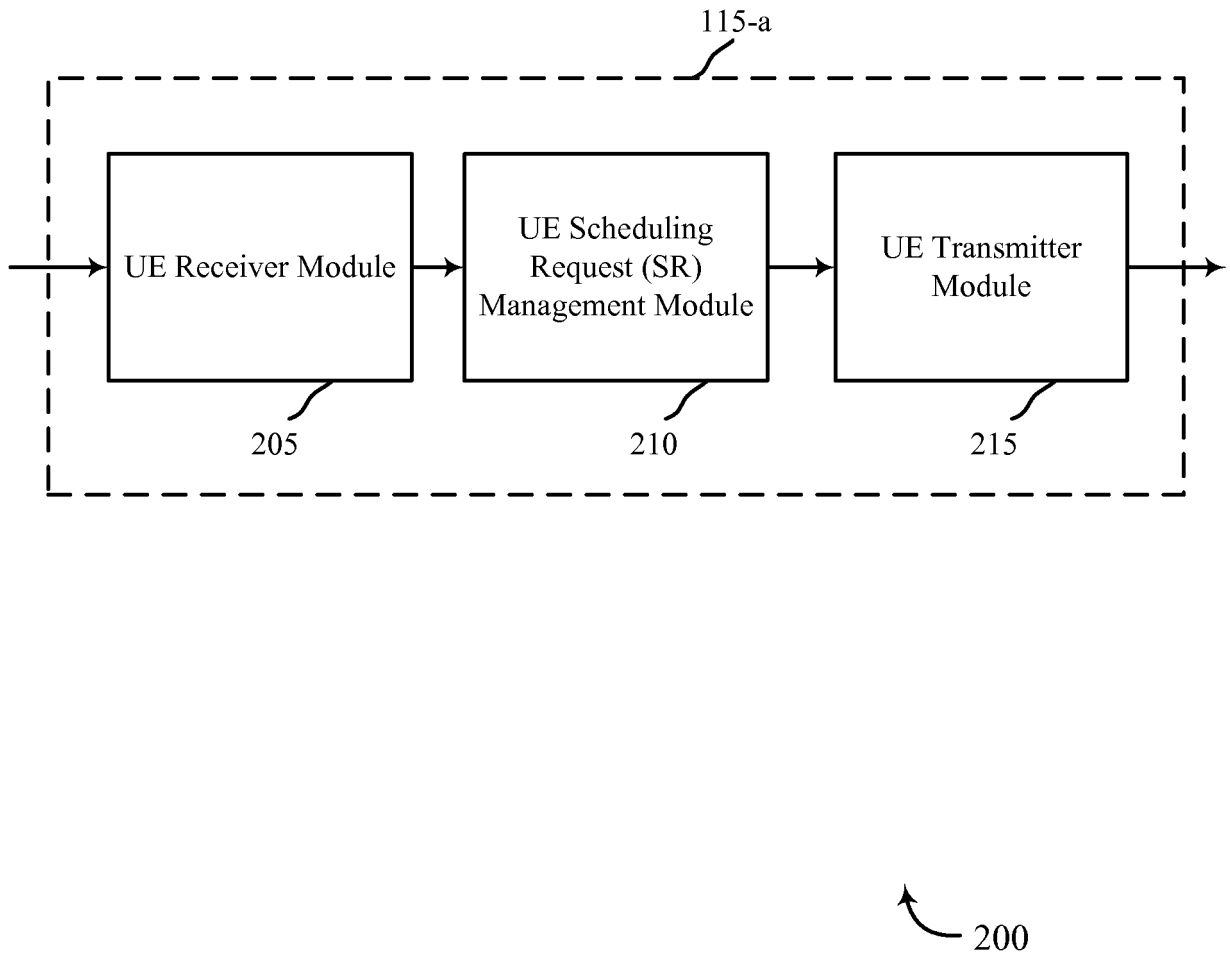 115-a
UE Receiver Module
UE Scheduling
Request (SR)
Management Module
UE Transmitter
Module
205
210
215
200